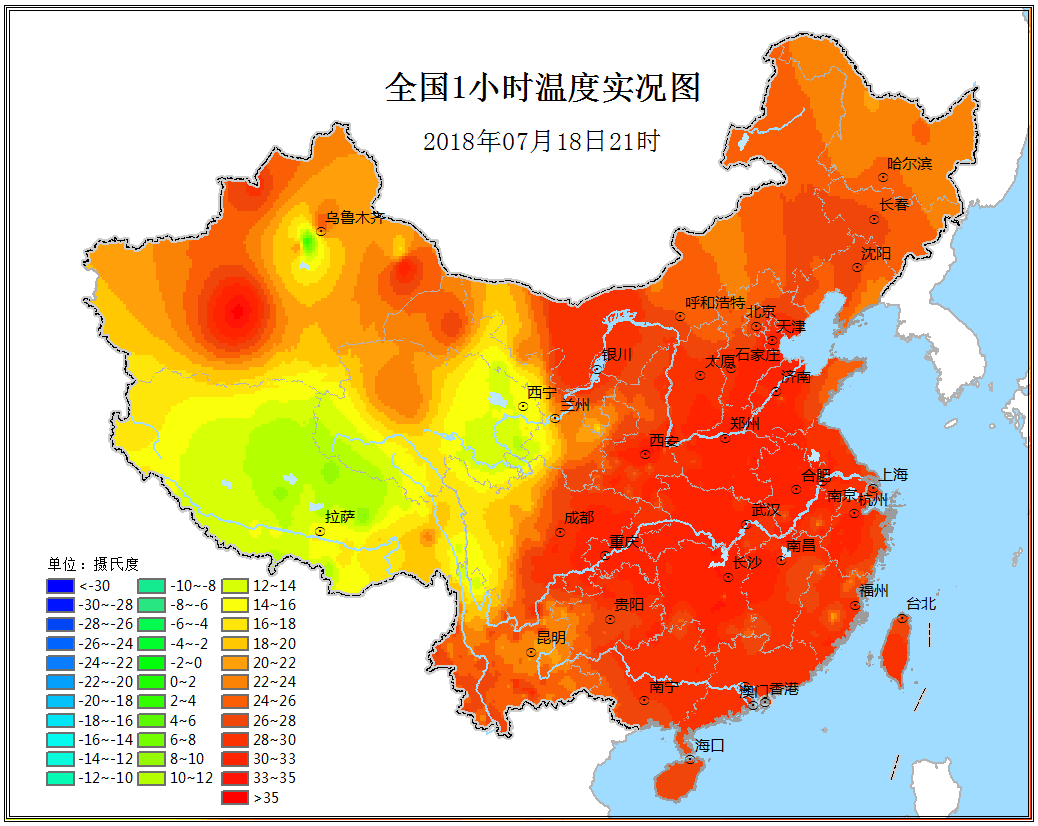 全国1小时温度实况图
2018年07月18日21时
哈尔滨
长春
乌鲁木齐
沈阳
呼和浩特
北京
天津
银川
太原
石家庄
济南
西宁
兰州
郑州
西安
合肥
上海
南京
杭州
拉萨
成都
武汉
重庆
南昌
长沙
贵阳
福州
台北
昆明
南宁
澳门
香港
海口
单位：摄氏度
<-30
-30~-28
-28~-26
-26~-24
-24~-22
-22~-20
-20~-18
-18~-16
-16~-14
-14~-12
-12~-10
-10~-8
-8~-6
-6~-4
-4~-2
-2~0
0~2
2~4
4~6
6~8
8~10
10~12
12~14
14~16
16~18
18~20
20~22
22~24
24~26
26~28
28~30
30~33
33~35
>35